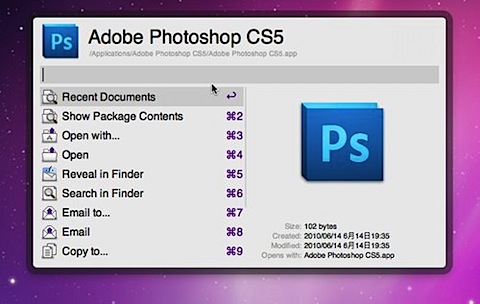 Ps
Adobe Photoshop CS5
/Applications/Adobe Photoshop CS5/Adobe Photoshop CS5.app
Recent Documents ↩
Show Package Contents ⌘2
Open with... ⌘3
Open ⌘4
Reveal in Finder ⌘5
Search in Finder ⌘6
Email to... ⌘7
Email ⌘8
Copy to... ⌘9
Ps
Size: 102 bytes
Created: 2010/06/14 6月14日19:35
Modified: 2010/06/14 6月14日19:35
Opens with: Adobe Photoshop CS5.app